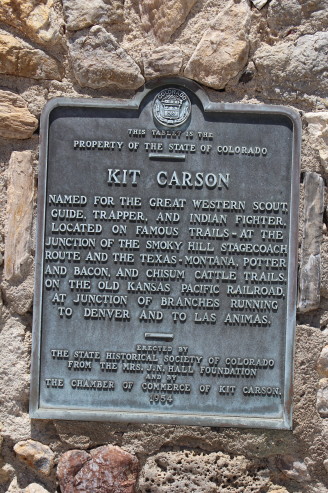 COLORADO
THIS TABLET IS THE
PROPERTY OF THE STATE OF COLORADO
KIT CARSON
NAMED FOR THE GREAT WESTERN SCOUT,
GUIDE, TRAPPER, AND INDIAN FIGHTER.
LOCATED ON FAMOUS TRAILS - AT THE
JUNCTION OF THE SMOKY HILL STAGECOACH
ROUTE AND THE TEXAS-MONTANA, POTTER
AND BACON, AND CHISUM CATTLE TRAILS.
ON THE OLD KANSAS PACIFIC RAILROAD,
AT JUNCTION OF BRANCHES RUNNING
TO DENVER AND TO LAS ANIMAS.
ERECTED BY
THE STATE HISTORICAL SOCIETY OF COLORADO
FROM THE MRS. J.N. HALL FOUNDATION
AND BY
THE CHAMBER OF COMMERCE OF KIT CARSON,
1954